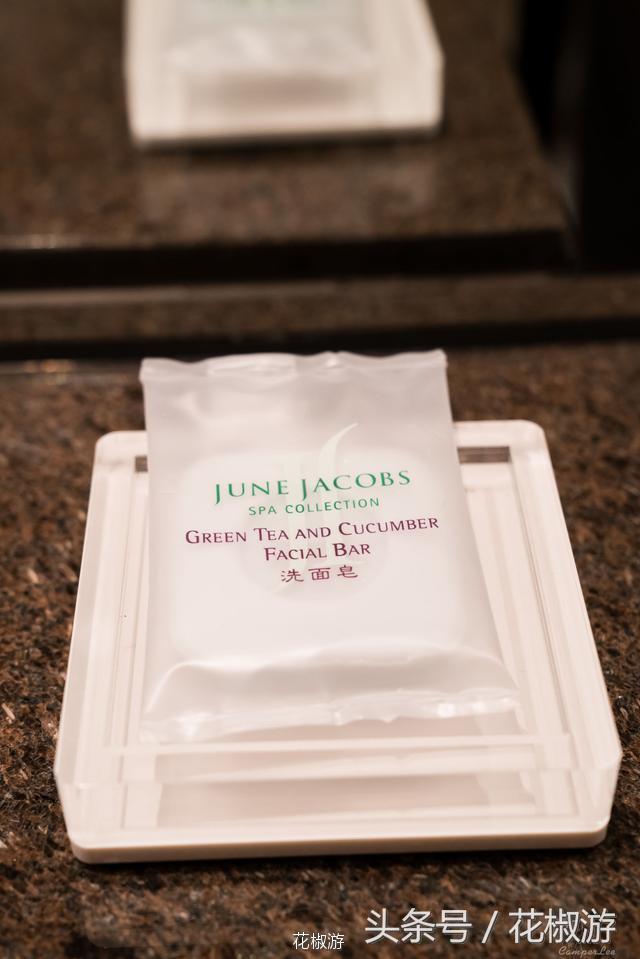 JUNE JACOBS
SPA COLLECTION
GREEN TEA AND CUCUMBER
FACIAL BAR
洗面皂
花椒游
头条号 / 花椒游
CamperLee